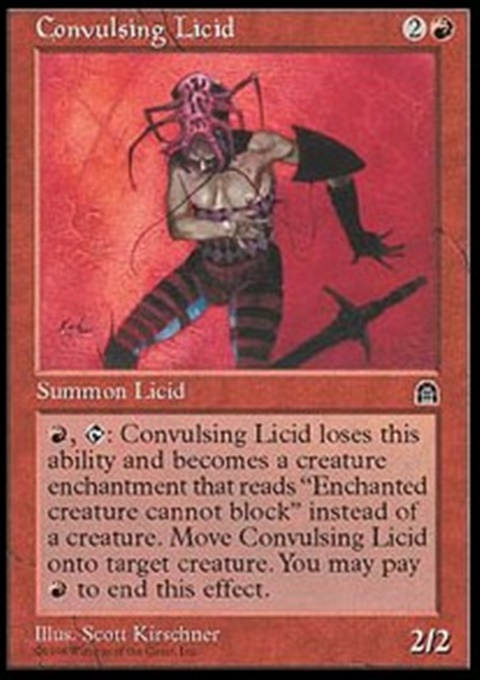 Convulsing Licid 2
Summon Licid
, : Convulsing Licid loses this
ability and becomes a creature
enchantment that reads “Enchanted
creature cannot block” instead of
a creature. Move Convulsing Licid
onto target creature. You may pay
to end this effect.
Illus. Scott Kirschner
2/2